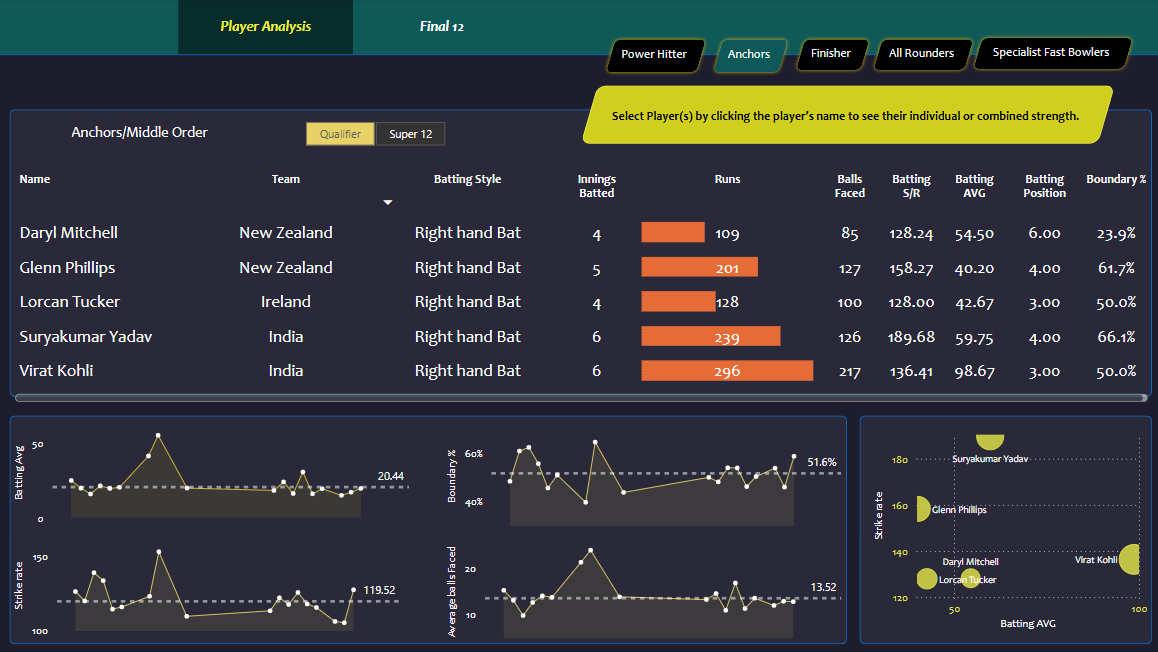 Player Analysis
Final 12
Power Hitter
Anchors
Finisher
All Rounders
Specialist Fast Bowlers
Select Player(s) by clicking the player's name to see their individual or combined strength.
Anchors/Middle Order
Qualifier
Super 12
Name Team Batting Style Innings Batted Runs Balls Faced Batting S/R Batting AVG Batting Position Boundary %
Daryl Mitchell New Zealand Right hand Bat 4 109 85 128.24 54.50 6.00 23.9%
Glenn Phillips New Zealand Right hand Bat 5 201 127 158.27 40.20 4.00 61.7%
Lorcan Tucker Ireland Right hand Bat 4 128 100 128.00 42.67 3.00 50.0%
Suryakumar Yadav India Right hand Bat 6 239 126 189.68 59.75 4.00 66.1%
Virat Kohli India Right hand Bat 6 296 217 136.41 98.67 3.00 50.0%
Batting Avg
50
0
20.44
Boundary %
60%
40%
51.6%
Strike rate
150
100
119.52
Average balls Faced
20
10
13.52
Strike rate
180
160
140
120
Suryakumar Yadav
Glenn Phillips
Daryl Mitchell
Virat Kohli
Lorcan Tucker
50
100
Batting AVG